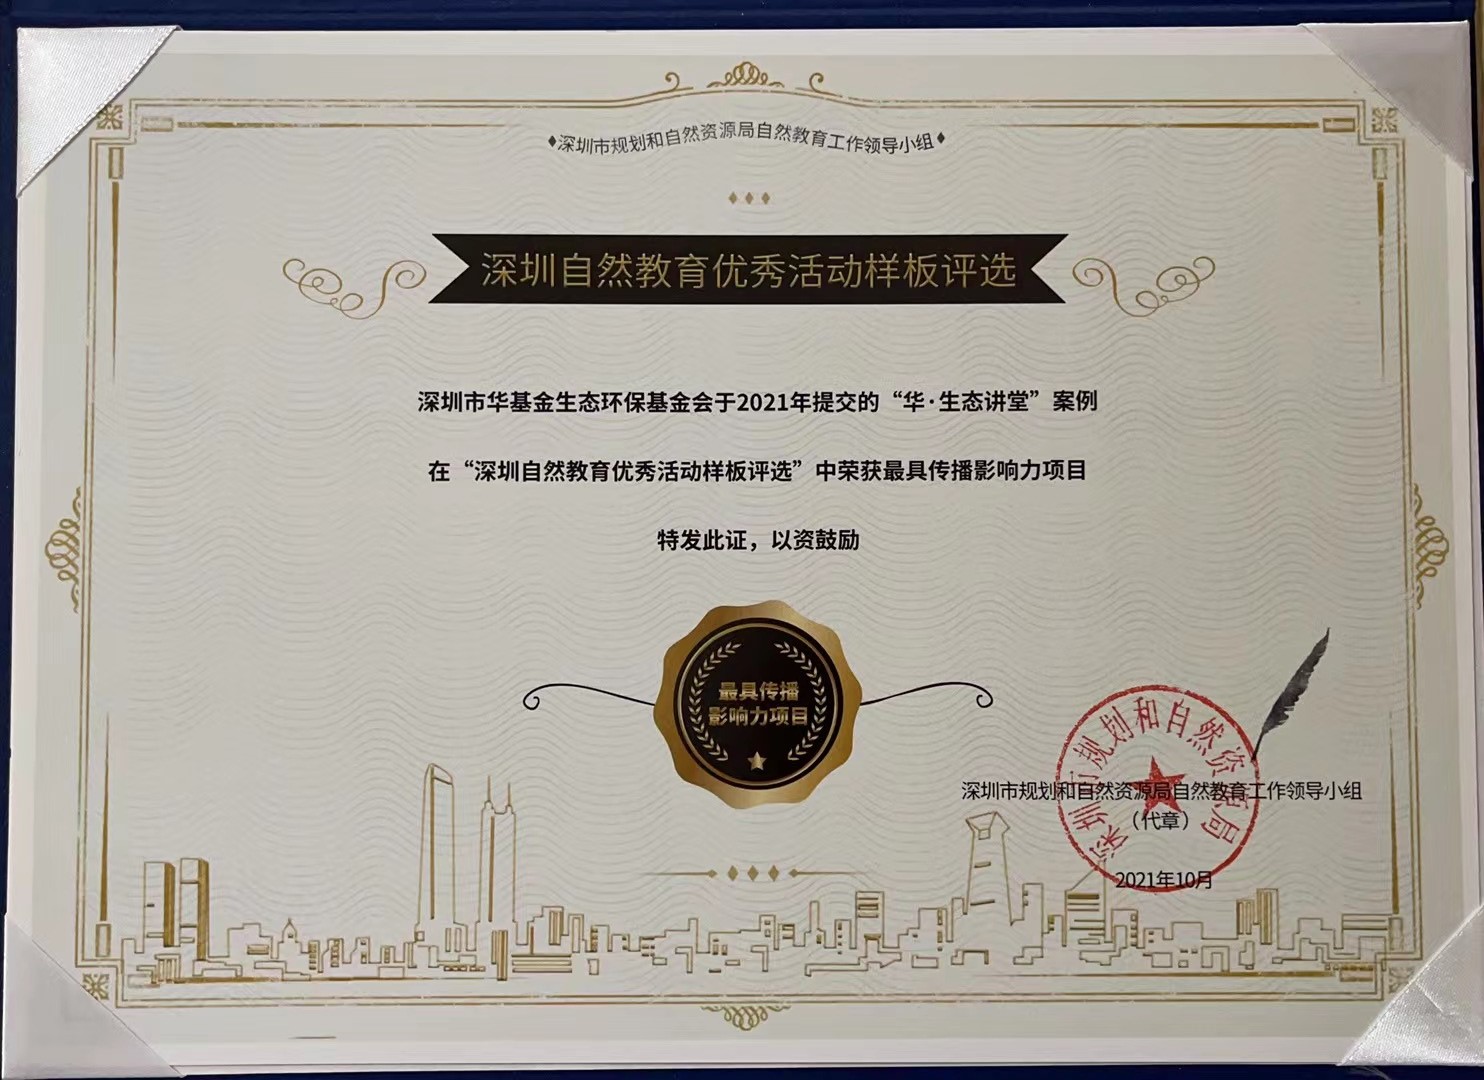 ♦深圳市规划和自然资源局自然教育工作领导小组♦
深圳自然教育优秀活动样板评选
深圳市华基金生态环保基金会于2021年提交的“华·生态讲堂”案例
在“深圳自然教育优秀活动样板评选”中荣获最具传播影响力项目
特发此证，以资鼓励
最具传播
影响力项目
深圳市规划和自然资源局
深圳市规划和自然资源局自然教育工作领导小组
（代章）
2021年10月